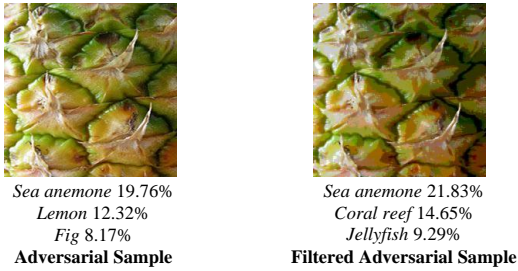 Sea anemone 19.76%
Lemon 12.32%
Fig 8.17%
Adversarial Sample
Sea anemone 21.83%
Coral reef 14.65%
Jellyfish 9.29%
Filtered Adversarial Sample